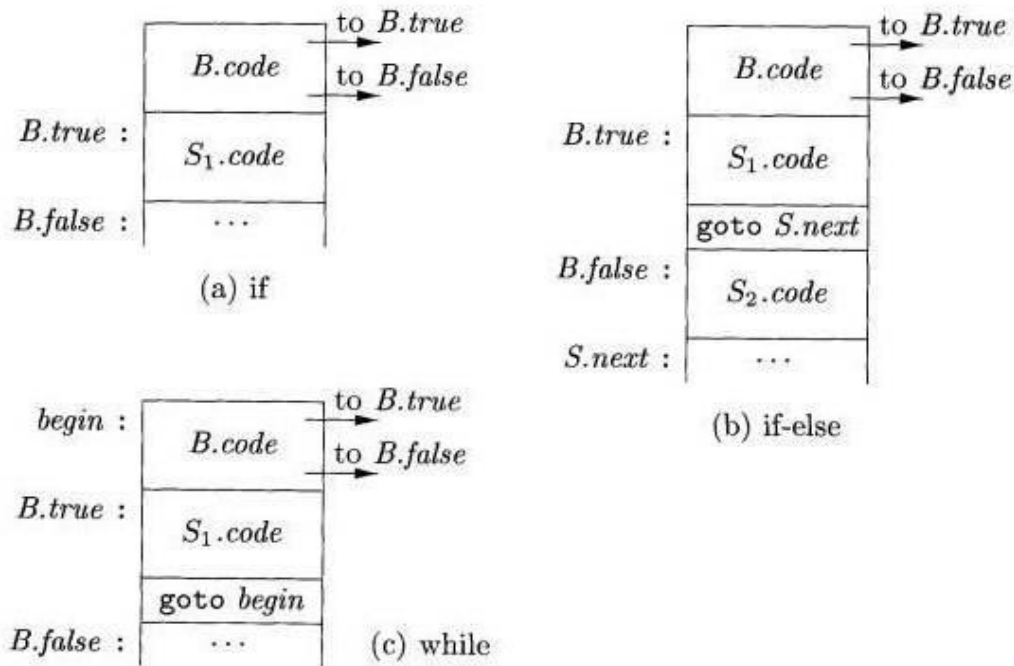 to B.true
B.code
to B.false
B.true :
S₁.code
B.false :
...
(a) if
to B.true
B.code
to B.false
B.true :
S₁.code
goto S.next
B.false :
S₂.code
S.next :
...
(b) if-else
begin :
to B.true
B.code
to B.false
B.true :
S₁.code
goto begin
B.false :
...
(c) while